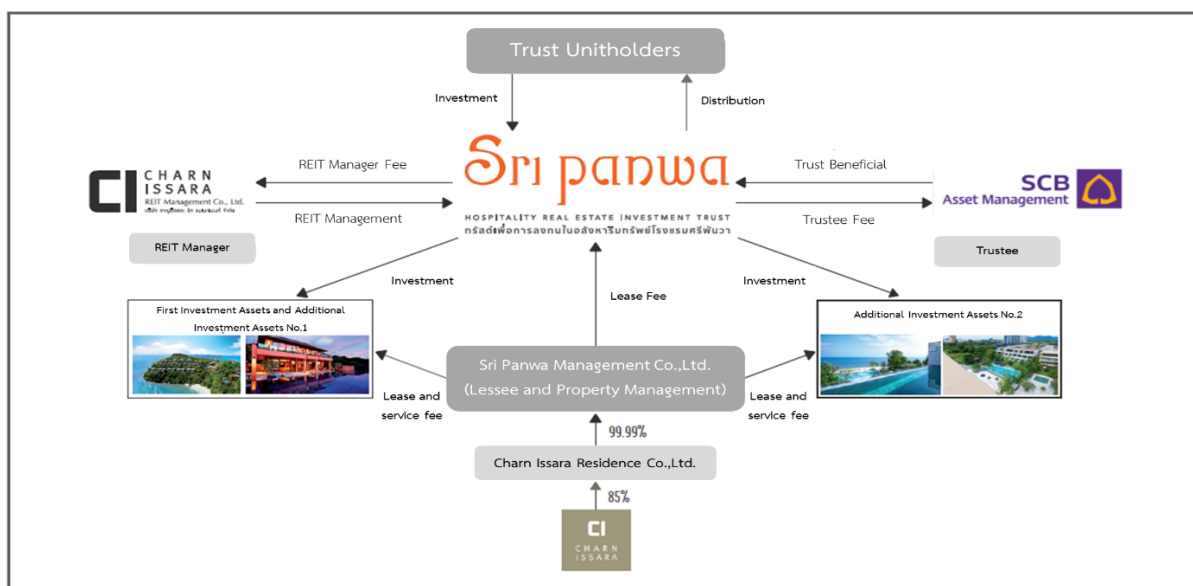 Trust Unitholders
Investment
Distribution
CI CHARN
ISSARA
REIT Management Co., Ltd.
REIT Manager Fee
REIT Management
REIT Manager
Sri panwa
HOSPITALITY REAL ESTATE INVESTMENT TRUST
ทรัสต์เพื่อการลงทุนในอสังหาริมทรัพย์โรงแรมศรีพันวา
Trust Beneficial
Trustee Fee
SCB
Asset Management
Trustee
Investment
Lease Fee
Investment
First Investment Assets and Additional
Investment Assets No.1
Additional Investment Assets No.2
Sri Panwa Management Co.,Ltd.
(Lessee and Property Management)
Lease and
service fee
Lease and
service fee
99.99%
Charn Issara Residence Co.,Ltd.
85%
CI
CHARN
ISSARA